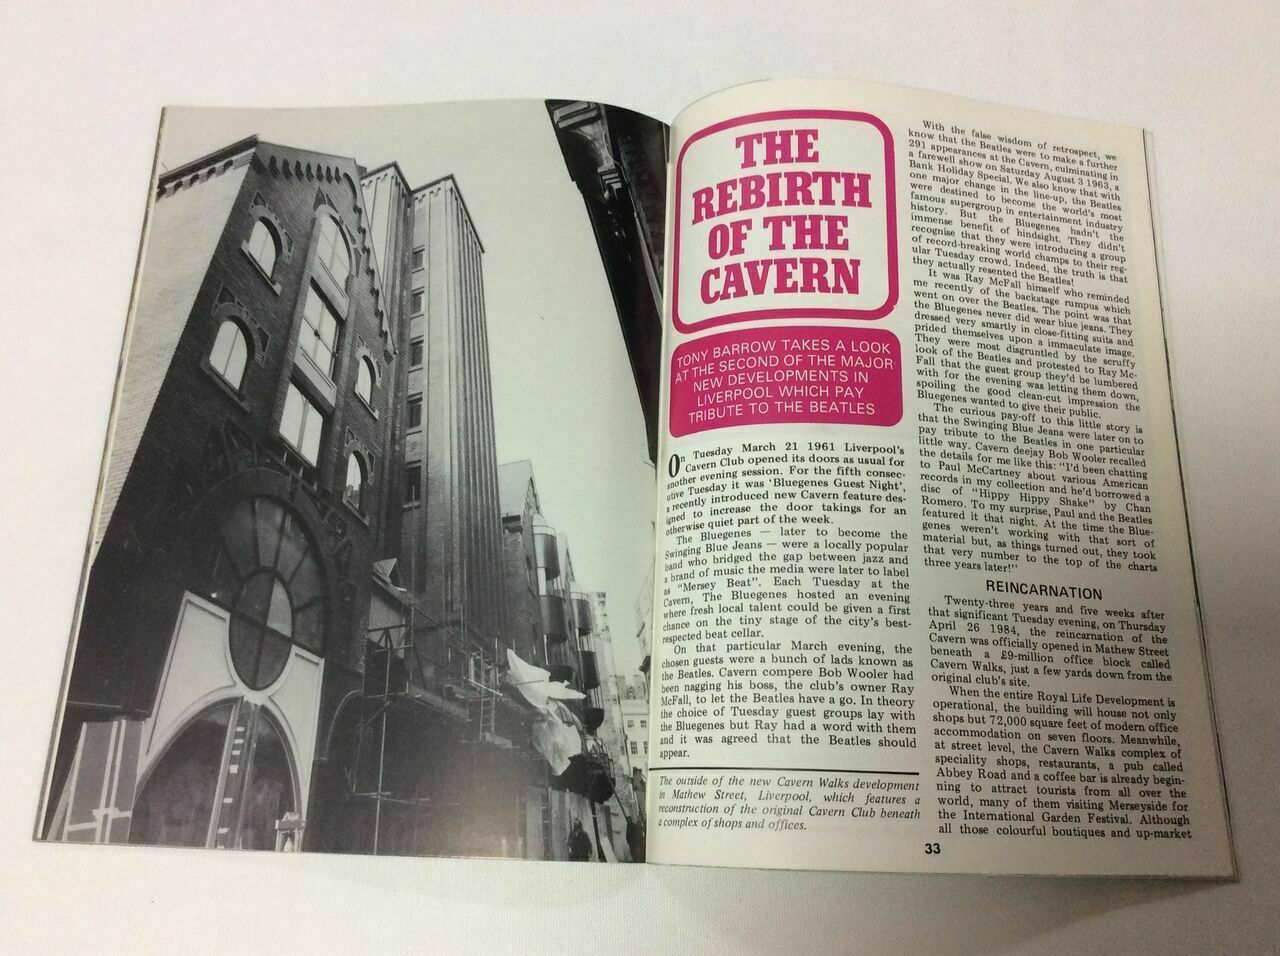 THE
REBIRTH
OF THE
CAVERN
TONY BARROW TAKES A LOOK
AT THE SECOND OF THE MAJOR
NEW DEVELOPMENTS IN
LIVERPOOL WHICH PAY
TRIBUTE TO THE BEATLES
On Tuesday March 21 1961 Liverpool's
Cavern Club opened its doors as usual for
another evening session. For the fifth consec-
utive Tuesday it was 'Bluegenes Guest Night',
a recently introduced new Cavern feature des-
igned to increase the door takings for an
otherwise quiet part of the week.
The Bluegenes — later to become the
Swinging Blue Jeans — were a locally popular
band who bridged the gap between jazz and
a brand of music the media were later to label
as "Mersey Beat". Each Tuesday at the
Cavern, The Bluegenes hosted an evening
where fresh local talent could be given a first
chance on the tiny stage of the city's best-
respected beat cellar.
On that particular March evening, the
chosen guests were a bunch of lads known as
the Beatles. Cavern compere Bob Wooler had
been nagging his boss, the club's owner Ray
McFall, to let the Beatles have a go. In theory
the choice of Tuesday guest groups lay with
the Bluegenes but Ray had a word with them
and it was agreed that the Beatles should
appear.
The outside of the new Cavern Walks development
in Mathew Street, Liverpool, which features a
reconstruction of the original Cavern Club beneath
a complex of shops and offices.
With the false wisdom of retrospect, we
know that the Beatles were to make a further
291 appearances at the Cavern, culminating in
a farewell show on Saturday August 3 1963, a
Bank Holiday Special. We also know that with
one major change in the line-up, the Beatles
were destined to become the world's most
famous supergroup in entertainment industry
history. But the Bluegenes hadn't the
immense benefit of hindsight. They didn't
recognise that they were introducing a group
of record-breaking world champs to their reg-
ular Tuesday crowd. Indeed, the truth is that
they actually resented the Beatles!
It was Ray McFall himself who reminded
me recently of the backstage rumpus which
went on over the Beatles. The point was that
the Bluegenes never did wear blue jeans. They
dressed very smartly in close-fitting suits and
prided themselves upon a immaculate image.
They were most disgruntled by the scruffy
look of the Beatles and protested to Ray Mc-
Fall that the guest group they'd be lumbered
with for the evening was letting them down,
spoiling the good clean-cut impression the
Bluegenes wanted to give their public.
The curious pay-off to this little story is
that the Swinging Blue Jeans were later on to
pay tribute to the Beatles in one particular
little way. Cavern deejay Bob Wooler recalled
the details for me like this: "I'd been chatting
to Paul McCartney about various American
records in my collection and he'd borrowed a
disc of "Hippy Hippy Shake" by Chan
Romero. To my surprise, Paul and the Beatles
featured it that night. At the time the Blue-
genes weren't working with that sort of
material but, as things turned out, they took
that very number to the top of the charts
three years later!"
REINCARNATION
Twenty-three years and five weeks after
that significant Tuesday evening, on Thursday
April 26 1984, the reincarnation of the
Cavern was officially opened in Mathew Street
beneath a £9-million office block called
Cavern Walks, just a few yards down from the
original club's site.
When the entire Royal Life Development is
operational, the building will house not only
shops but 72,000 square feet of modern office
accommodation on seven floors. Meanwhile,
at street level, the Cavern Walks complex of
speciality shops, restaurants, a pub called
Abbey Road and a coffee bar is already begin-
ning to attract tourists from all over the
world, many of them visiting Merseyside for
the International Garden Festival. Although
all those colourful boutiques and up-market
33